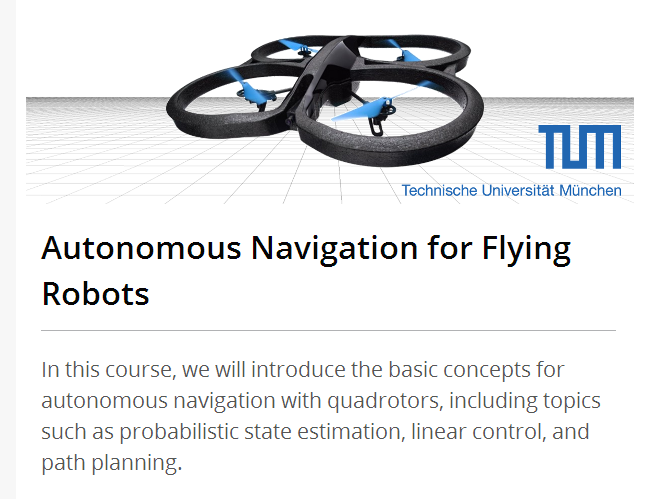 TUM
Technische Universität München
Autonomous Navigation for Flying
Robots
In this course, we will introduce the basic concepts for
autonomous navigation with quadrotors, including topics
such as probabilistic state estimation, linear control, and
path planning.